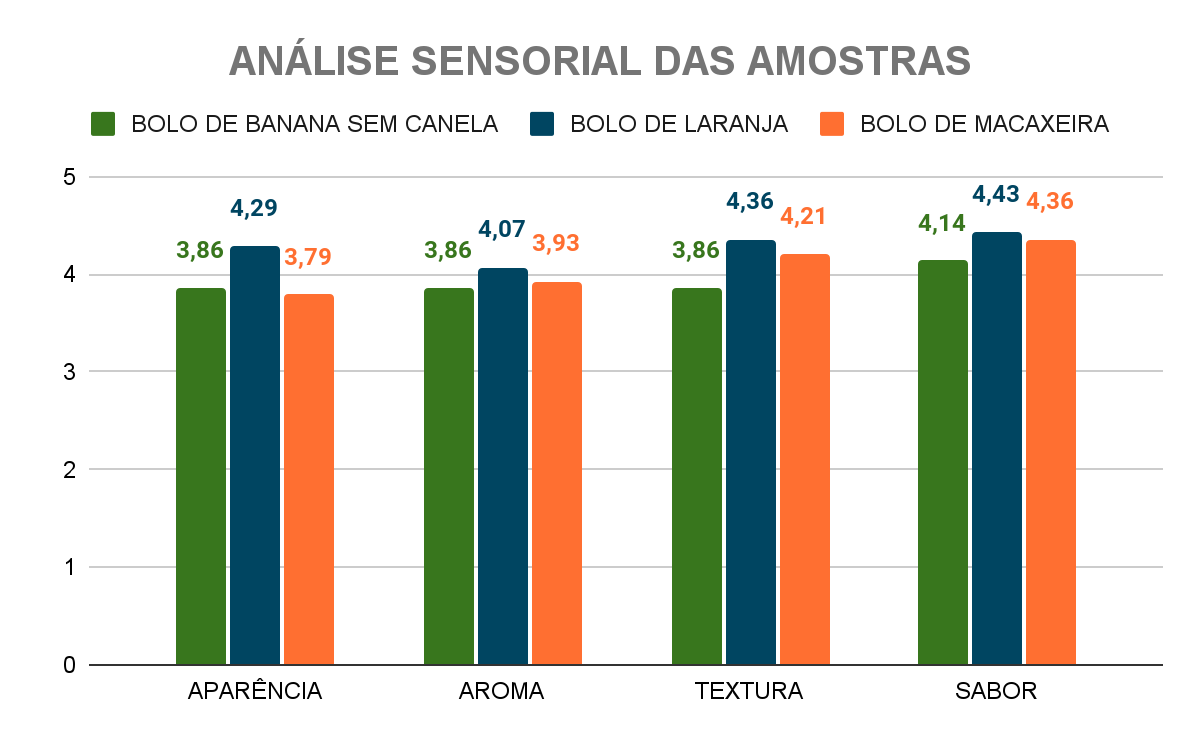 ANÁLISE SENSORIAL DAS AMOSTRAS
BOLO DE BANANA SEM CANELA BOLO DE LARANJA BOLO DE MACAXEIRA
5
4
3
2
1
0
3,86 4,29 3,79
3,86 4,07 3,93
3,86 4,36 4,21
4,14 4,43 4,36
APARÊNCIA AROMA TEXTURA SABOR